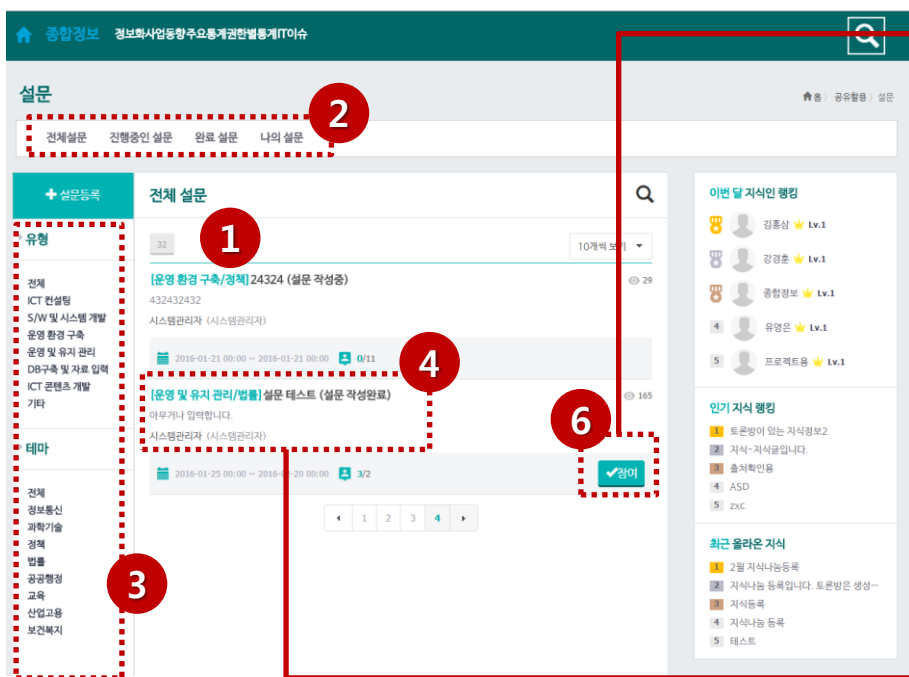 종합정보 정보화사업동향주요통계권한별통계IT이슈
설문
홈 〉 공유활용 〉 설문
2
전체설문 진행중인 설문 완료 설문 나의 설문
+ 설문등록
유형
전체
ICT 컨설팅
S/W 및 시스템 개발
운영 환경 구축
운영 및 유지 관리
DB구축 및 자료 입력
ICT 콘텐츠 개발
기타
테마
전체
정보통신
과학기술
정책
법률
공공행정
교육
산업고용
보건복지
3
전체 설문
32
1
10개씩 보기
[운영 환경 구축/정책] 24324 (설문 작성중)
29
432432432
시스템관리자 (시스템관리자)
2016-01-21 00:00 ~ 2016-01-21 00:00 0/11
4
[운영 및 유지 관리/법률] 설문 테스트 (설문 작성완료)
165
아무거나 입력합니다.
시스템관리자 (시스템관리자)
6
2016-01-25 00:00 ~ 2016- -20 00:00 3/2
참여
1 2 3 4
이번 달 지식인 랭킹
김홍삼 Lv.1
강경훈 Lv.1
종합정보 Lv.1
4 유영은 Lv.1
5 프로젝트용 Lv.1
인기 지식 랭킹
1 토론방이 있는 지식정보2
2 지식-지식글입니다.
3 출처확인용
4 ASD
5 zxc
최근 올라온 지식
1 2월 지식나눔등록
2 지식나눔 등록입니다. 토론방은 생성—
3 지식등록
4 지식나눔 등록
5 테스트